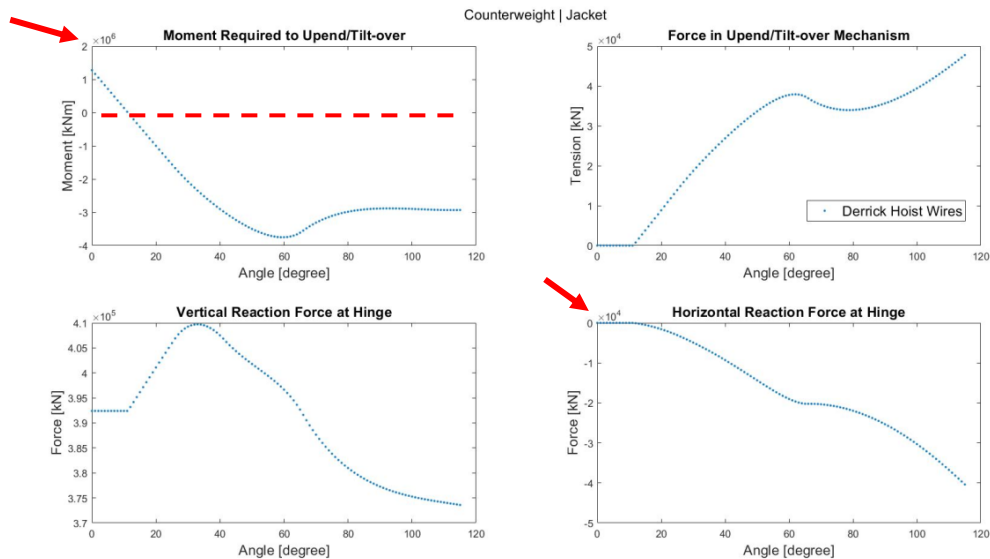 Counterweight | Jacket
Moment Required to Upend/Tilt-over
×10⁶
2
1
0
-1
-2
-3
-4
0 20 40 60 80 100 120
Moment [kNm]
Angle [degree]
Force in Upend/Tilt-over Mechanism
×10⁴
5
4
3
2
1
0
0 20 40 60 80 100 120
Tension [kN]
Angle [degree]
Derrick Hoist Wires
Vertical Reaction Force at Hinge
×10⁵
4.1
4.05
4
3.95
3.9
3.85
3.8
3.75
3.7
0 20 40 60 80 100 120
Force [kN]
Angle [degree]
Horizontal Reaction Force at Hinge
×10⁴
0
-1
-2
-3
-4
-5
0 20 40 60 80 100 120
Force [kN]
Angle [degree]